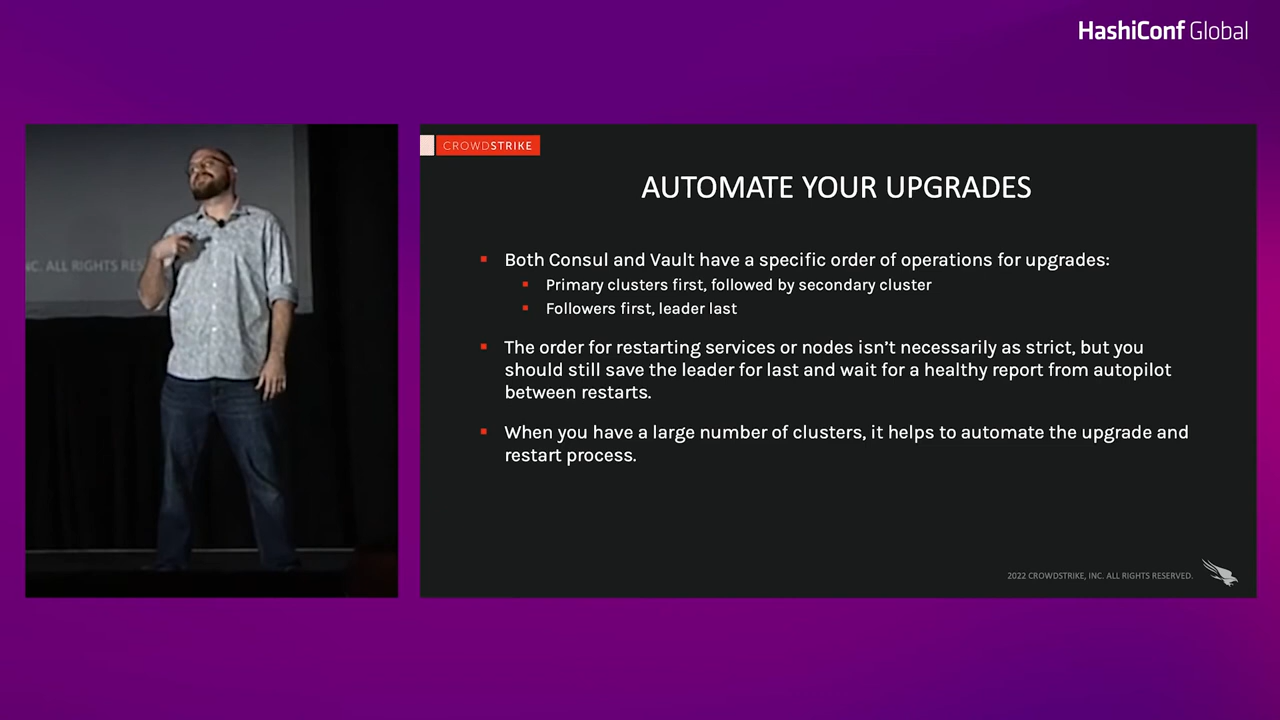 HashiConf Global
CROWDSTRIKE
AUTOMATE YOUR UPGRADES
Both Consul and Vault have a specific order of operations for upgrades:
Primary clusters first, followed by secondary cluster
Followers first, leader last
The order for restarting services or nodes isn't necessarily as strict, but you
should still save the leader for last and wait for a healthy report from autopilot
between restarts.
When you have a large number of clusters, it helps to automate the upgrade and
restart process.
2022 CROWDSTRIKE, INC. ALL RIGHTS RESERVED.
NC. ALL RIGHTS RES